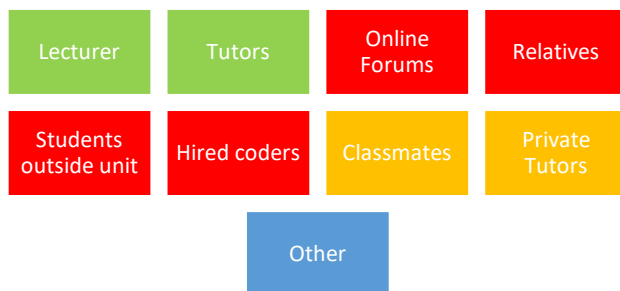 Lecturer
Tutors
Online
Forums
Relatives
Students
outside unit
Hired coders
Classmates
Private
Tutors
Other